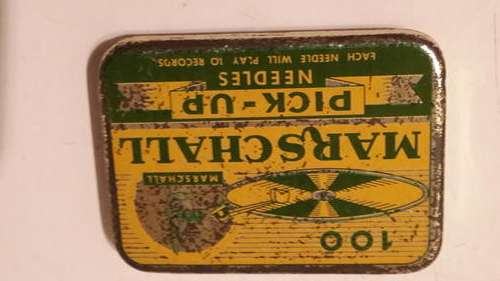 100
MARSCHALL
MARSCHALL
PICK-UP
NEEDLES
EACH NEEDLE WILL PLAY 10 RECORDS